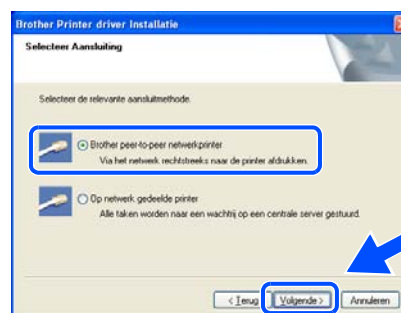 Brother Printer driver Installatie
Selecteer Aansluiting
Selecteer de relevante aansluitmethode.
Brother peer-to-peer netwerkprinter
Via het netwerk rechtstreeks naar de printer afdrukken.
Op netwerk gedeelde printer
Alle taken worden naar een wachtrij op een centrale server gestuurd.
< Terug
Volgende >
Annuleren